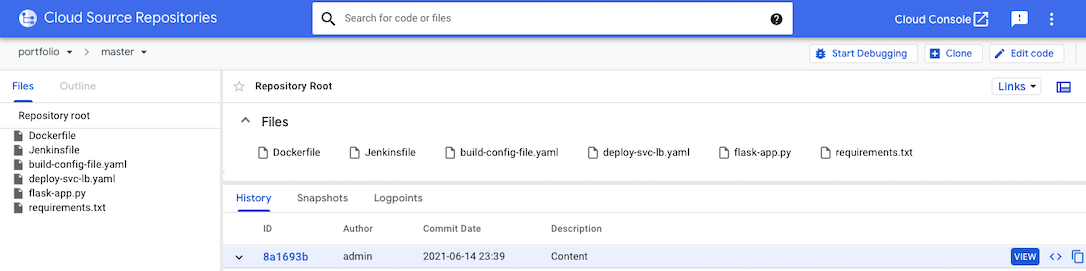 Cloud Source Repositories
Search for code or files
Cloud Console
portfolio > master
Start Debugging
Clone
Edit code
Files Outline
Repository root
Dockerfile
Jenkinsfile
build-config-file.yaml
deploy-svc-lb.yaml
flask-app.py
requirements.txt
Repository Root
Links
Files
Dockerfile Jenkinsfile build-config-file.yaml deploy-svc-lb.yaml flask-app.py requirements.txt
History Snapshots Logpoints
ID Author Commit Date Description
8a1693b admin 2021-06-14 23:39 Content VIEW <>